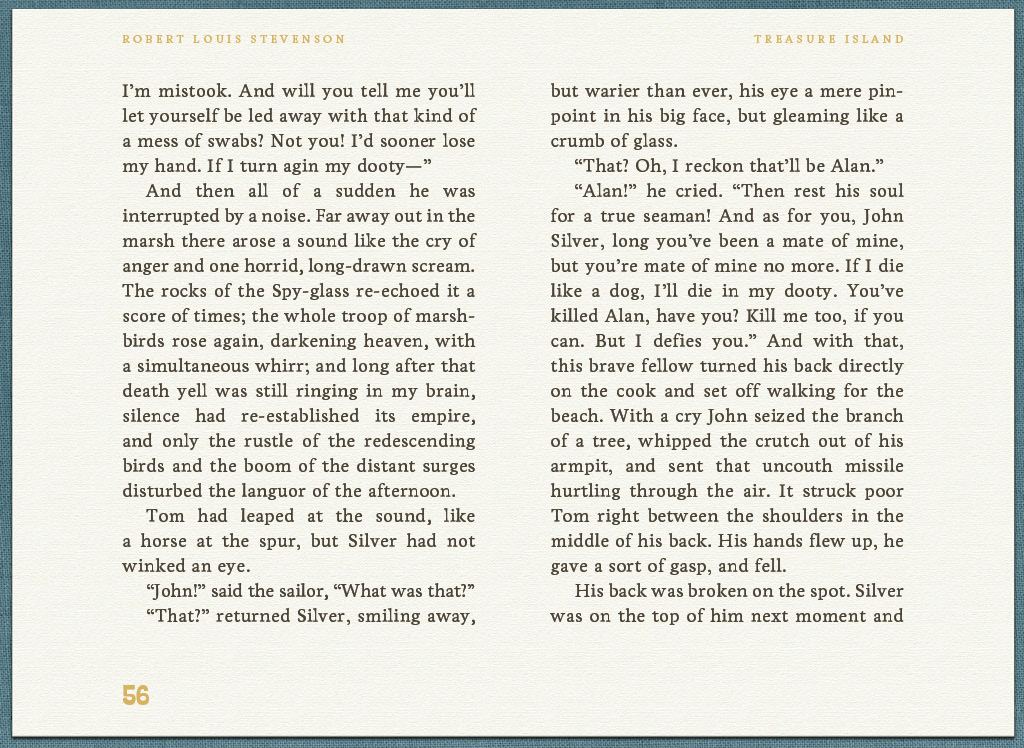 ROBERT LOUIS STEVENSON
TREASURE ISLAND
I’m mistook. And will you tell me you’ll
let yourself be led away with that kind of
a mess of swabs? Not you! I’d sooner lose
my hand. If I turn agin my dooty—”
And then all of a sudden he was
interrupted by a noise. Far away out in the
marsh there arose a sound like the cry of
anger and one horrid, long-drawn scream.
The rocks of the Spy-glass re-echoed it a
score of times; the whole troop of marsh-
birds rose again, darkening heaven, with
a simultaneous whirr; and long after that
death yell was still ringing in my brain,
silence had re-established its empire,
and only the rustle of the redescending
birds and the boom of the distant surges
disturbed the languor of the afternoon.
Tom had leaped at the sound, like
a horse at the spur, but Silver had not
winked an eye.
“John!” said the sailor, “What was that?”
“That?” returned Silver, smiling away,
but warier than ever, his eye a mere pin-
point in his big face, but gleaming like a
crumb of glass.
“That? Oh, I reckon that’ll be Alan.”
“Alan!” he cried. “Then rest his soul
for a true seaman! And as for you, John
Silver, long you’ve been a mate of mine,
but you’re mate of mine no more. If I die
like a dog, I’ll die in my dooty. You’ve
killed Alan, have you? Kill me too, if you
can. But I defies you.” And with that,
this brave fellow turned his back directly
on the cook and set off walking for the
beach. With a cry John seized the branch
of a tree, whipped the crutch out of his
armpit, and sent that uncouth missile
hurtling through the air. It struck poor
Tom right between the shoulders in the
middle of his back. His hands flew up, he
gave a sort of gasp, and fell.
His back was broken on the spot. Silver
was on the top of him next moment and
56